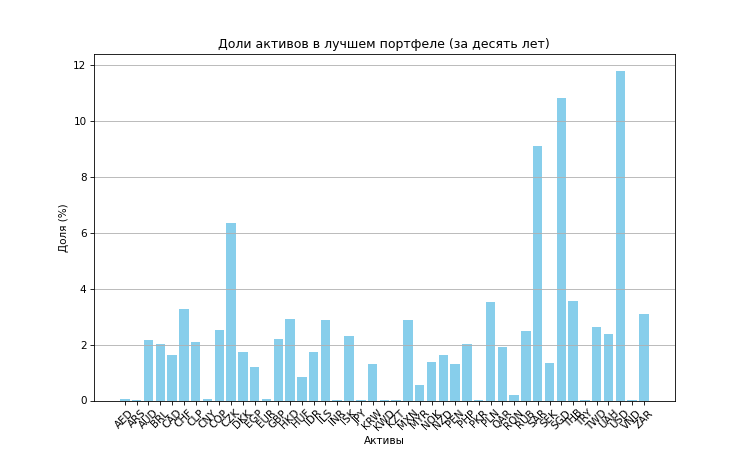 Доли активов в лучшем портфеле (за десять лет)
12
10
8
6
4
2
0
Доля (%)
AED ARS AUD BRL CAD CHF CLP CNY COP CZK DKK EGP EUR GBP HKD HUF IDR ILS INR ISK JPY KRW KWD KZT MXN MYR NOK NZD PEN PHP PKR PLN QAR RON RUB SAR SEK SGD THB TRY TWD UAH USD VND ZAR
Активы